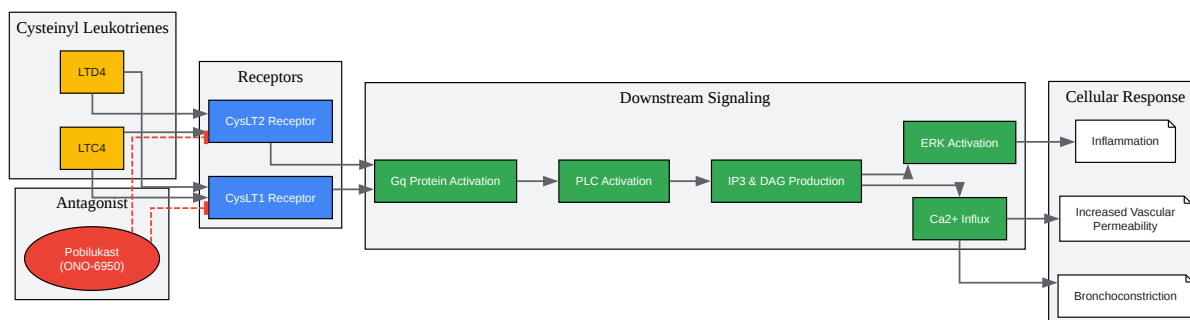 Cysteinyl Leukotrienes
LTD4
LTC4
Antagonist
Pobilukast
(ONO-6950)
Receptors
CysLT2 Receptor
CysLT1 Receptor
Downstream Signaling
Gq Protein Activation
PLC Activation
IP3 & DAG Production
ERK Activation
Ca2+ Influx
Cellular Response
Inflammation
Increased Vascular
Permeability
Bronchoconstriction